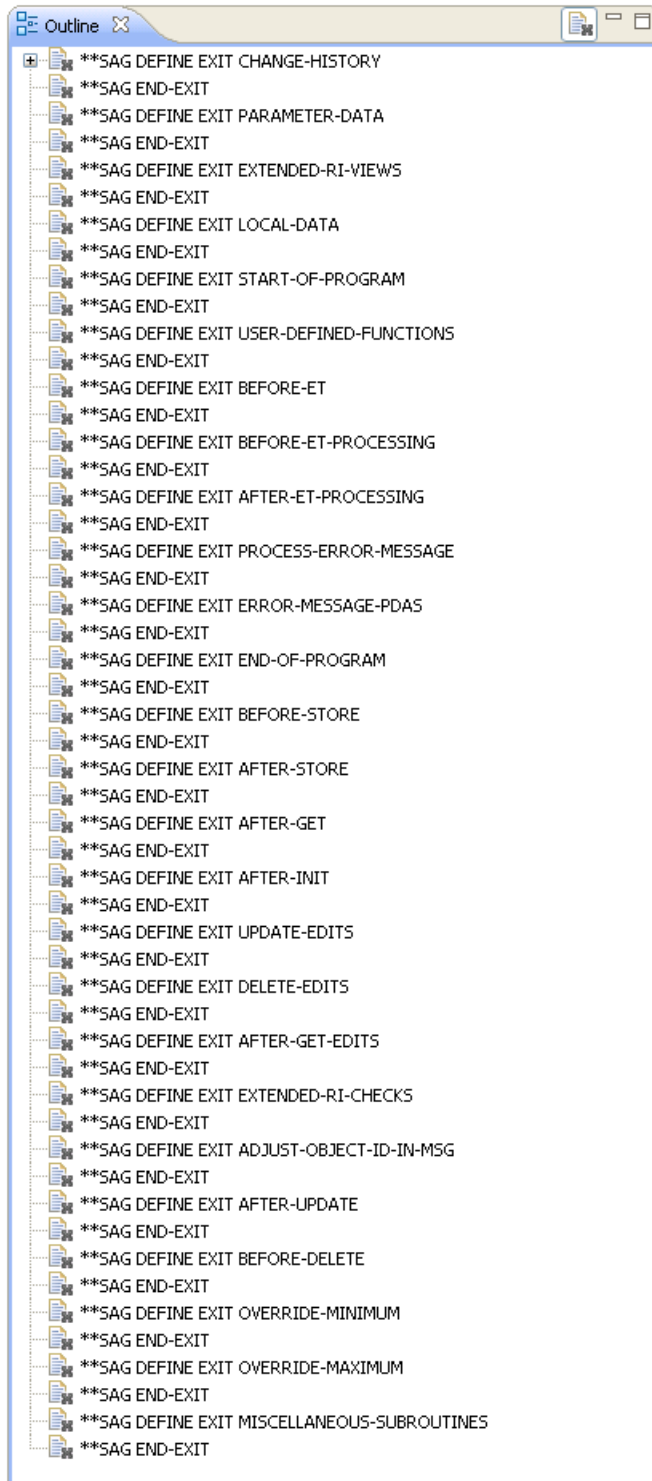 Outline
**SAG DEFINE EXIT CHANGE-HISTORY
**SAG END-EXIT
**SAG DEFINE EXIT PARAMETER-DATA
**SAG END-EXIT
**SAG DEFINE EXIT EXTENDED-RI-VIEWS
**SAG END-EXIT
**SAG DEFINE EXIT LOCAL-DATA
**SAG END-EXIT
**SAG DEFINE EXIT START-OF-PROGRAM
**SAG END-EXIT
**SAG DEFINE EXIT USER-DEFINED-FUNCTIONS
**SAG END-EXIT
**SAG DEFINE EXIT BEFORE-ET
**SAG END-EXIT
**SAG DEFINE EXIT BEFORE-ET-PROCESSING
**SAG END-EXIT
**SAG DEFINE EXIT AFTER-ET-PROCESSING
**SAG END-EXIT
**SAG DEFINE EXIT PROCESS-ERROR-MESSAGE
**SAG END-EXIT
**SAG DEFINE EXIT ERROR-MESSAGE-PDAS
**SAG END-EXIT
**SAG DEFINE EXIT END-OF-PROGRAM
**SAG END-EXIT
**SAG DEFINE EXIT BEFORE-STORE
**SAG END-EXIT
**SAG DEFINE EXIT AFTER-STORE
**SAG END-EXIT
**SAG DEFINE EXIT AFTER-GET
**SAG END-EXIT
**SAG DEFINE EXIT AFTER-INIT
**SAG END-EXIT
**SAG DEFINE EXIT UPDATE-EDITS
**SAG END-EXIT
**SAG DEFINE EXIT DELETE-EDITS
**SAG END-EXIT
**SAG DEFINE EXIT AFTER-GET-EDITS
**SAG END-EXIT
**SAG DEFINE EXIT EXTENDED-RI-CHECKS
**SAG END-EXIT
**SAG DEFINE EXIT ADJUST-OBJECT-ID-IN-MSG
**SAG END-EXIT
**SAG DEFINE EXIT AFTER-UPDATE
**SAG END-EXIT
**SAG DEFINE EXIT BEFORE-DELETE
**SAG END-EXIT
**SAG DEFINE EXIT OVERRIDE-MINIMUM
**SAG END-EXIT
**SAG DEFINE EXIT OVERRIDE-MAXIMUM
**SAG END-EXIT
**SAG DEFINE EXIT MISCELLANEOUS-SUBROUTINES
**SAG END-EXIT